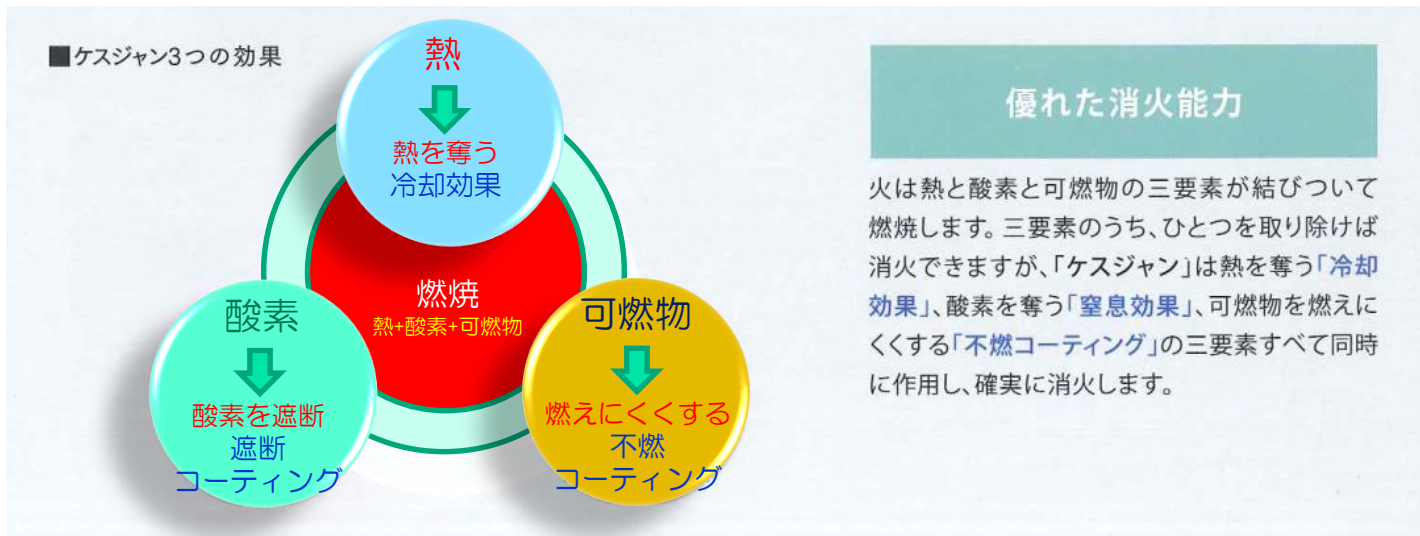 ■ケスジャン3つの効果
熱
熱を奪う
冷却効果
燃焼
熱+酸素+可燃物
酸素
酸素を遮断
遮断
コーティング
可燃物
燃えにくくする
不燃
コーティング
優れた消火能力
火は熱と酸素と可燃物の三要素が結びついて
燃焼します。三要素のうち、ひとつを取り除けば
消火できますが、「ケスジャン」は熱を奪う「冷却
効果」、酸素を奪う「窒息効果」、可燃物を燃えに
くくする「不燃コーティング」の三要素すべて同時
に作用し、確実に消火します。